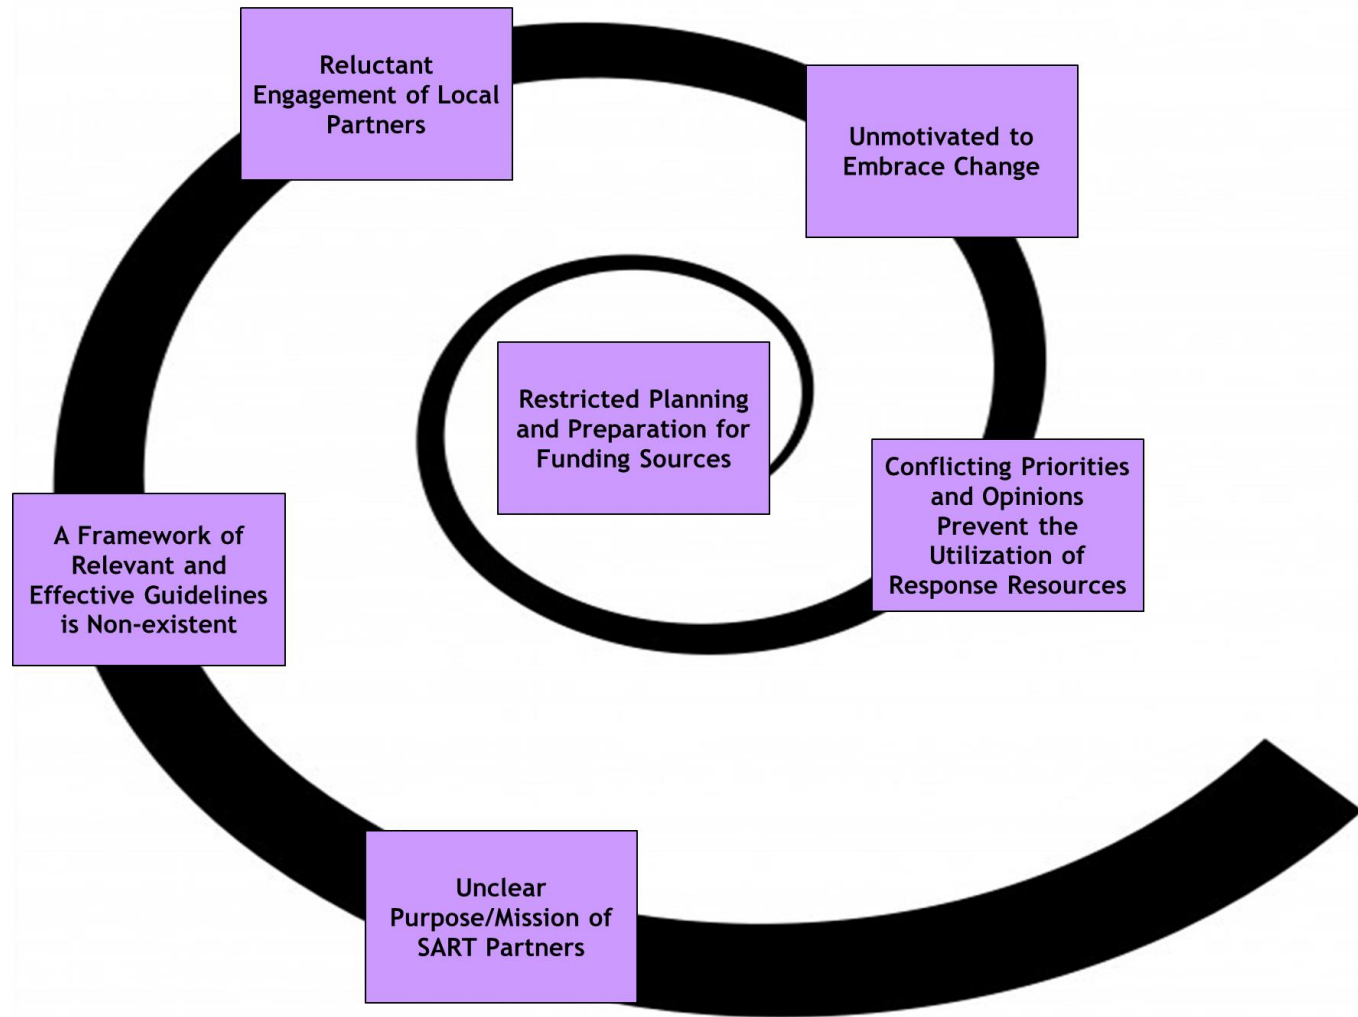 Reluctant
Engagement of Local
Partners
Unmotivated to
Embrace Change
Restricted Planning
and Preparation for
Funding Sources
Conflicting Priorities
and Opinions
Prevent the
Utilization of
Response Resources
A Framework of
Relevant and
Effective Guidelines
is Non-existent
Unclear
Purpose/Mission of
SART Partners